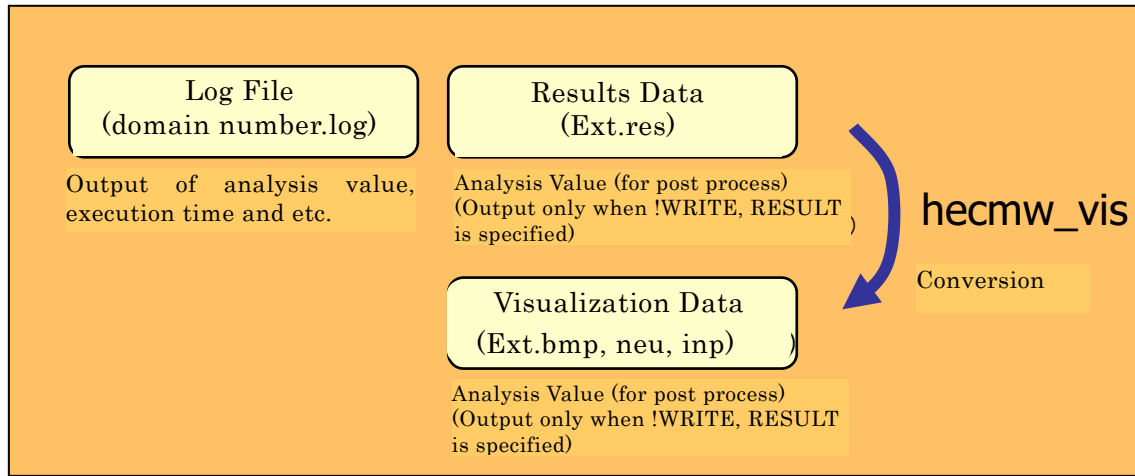 Log File
(domain number.log)
Output of analysis value,
execution time and etc.
Results Data
(Ext.res)
Analysis Value (for post process)
(Output only when !WRITE, RESULT
is specified)
)
hecmw_vis
Conversion
Visualization Data
(Ext.bmp, neu, inp) )
Analysis Value (for post process)
(Output only when !WRITE, RESULT
is specified)